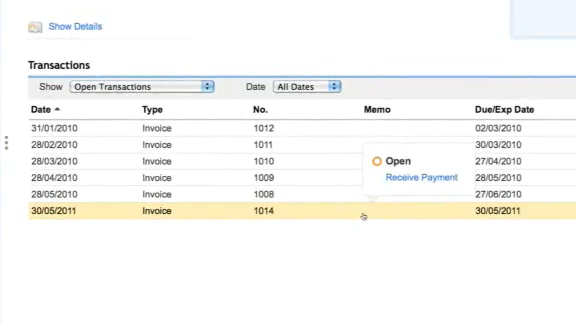 Show Details
Transactions
Show Open Transactions Date All Dates
Date Type No. Memo Due/Exp Date
31/01/2010 Invoice 1012 02/03/2010
28/02/2010 Invoice 1011 30/03/2010
28/03/2010 Invoice 1010 27/04/2010
28/04/2010 Invoice 1009 28/05/2010
28/05/2010 Invoice 1008 27/06/2010
30/05/2011 Invoice 1014 30/05/2011
Open
Receive Payment